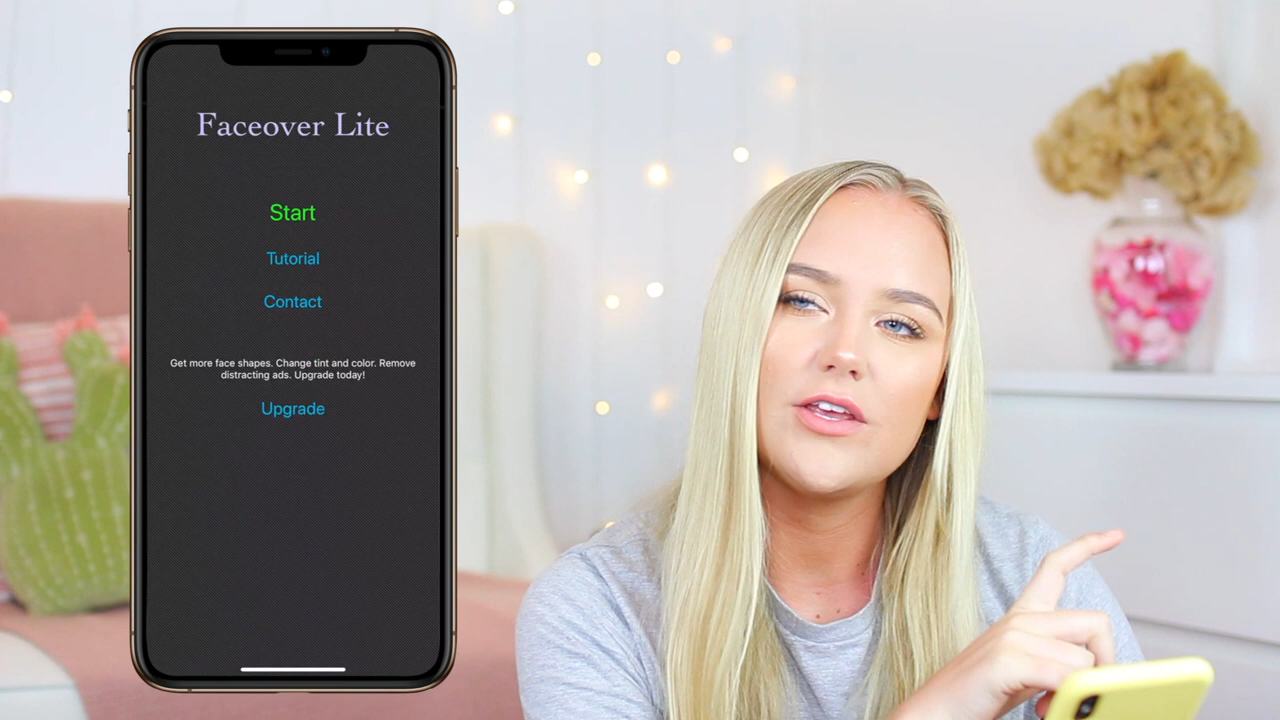 Faceover Lite
Start
Tutorial
Contact
Get more face shapes. Change tint and color. Remove
distracting ads. Upgrade today!
Upgrade